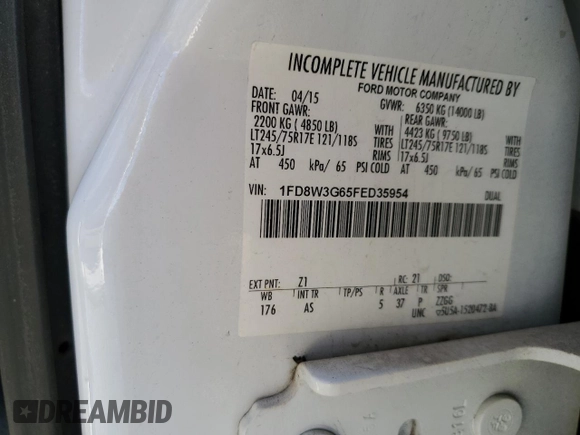 INCOMPLETE VEHICLE MANUFACTURED BY
FORD MOTOR COMPANY
DATE: 04/15 GVWR: 6350 KG (14000 LB)
FRONT GAWR: REAR GAWR:
2200 KG ( 4850 LB) WITH 4423 KG ( 9750 LB) WITH
LT245/75R17E 121/118S TIRES LT245/75R17E 121/118S TIRES
17x6.5J RIMS 17x6.5J RIMS
AT 450 kPa/ 65 PSI COLD AT 450 kPa/ 65 PSI COLD
VIN: 1FD8W3G65FED35954 DUAL
EXT PNT: Z1 RC: 21 DSO:
WB INT TR TP/PS R AXLE TR SPR
176 AS 5 37 P ZZGG
UNC
DREAMBID